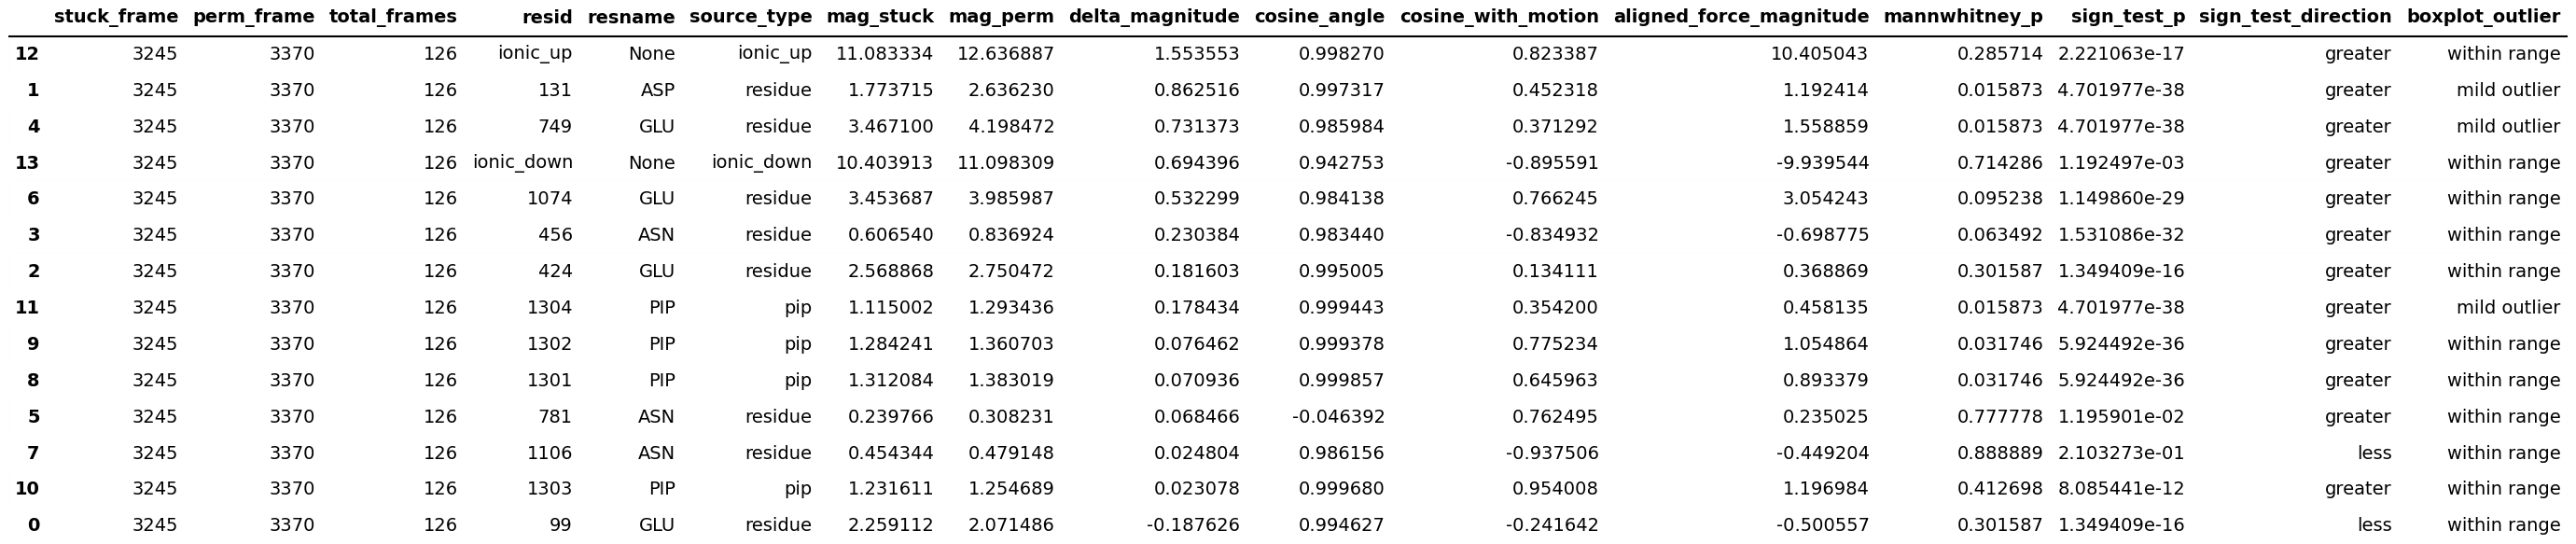 stuck_frame perm_frame total_frames resid resname source_type mag_stuck mag_perm delta_magnitude cosine_angle cosine_with_motion aligned_force_magnitude mannwhitney_p sign_test_p sign_test_direction boxplot_outlier
12 3245 3370 126 ionic_up None ionic_up 11.083334 12.636887 1.553553 0.998270 0.823387 10.405043 0.285714 2.221063e-17 greater within range
1 3245 3370 126 131 ASP residue 1.773715 2.636230 0.862516 0.997317 0.452318 1.192414 0.015873 4.701977e-38 greater mild outlier
4 3245 3370 126 749 GLU residue 3.467100 4.198472 0.731373 0.985984 0.371292 1.558859 0.015873 4.701977e-38 greater mild outlier
13 3245 3370 126 ionic_down None ionic_down 10.403913 11.098309 0.694396 0.942753 -0.895591 -9.939544 0.714286 1.192497e-03 greater within range
6 3245 3370 126 1074 GLU residue 3.453687 3.985987 0.532299 0.984138 0.766245 3.054243 0.095238 1.149860e-29 greater within range
3 3245 3370 126 456 ASN residue 0.606540 0.836924 0.230384 0.983440 -0.834932 -0.698775 0.063492 1.531086e-32 greater within range
2 3245 3370 126 424 GLU residue 2.568868 2.750472 0.181603 0.995005 0.134111 0.368869 0.301587 1.349409e-16 greater within range
11 3245 3370 126 1304 PIP pip 1.115002 1.293436 0.178434 0.999443 0.354200 0.458135 0.015873 4.701977e-38 greater mild outlier
9 3245 3370 126 1302 PIP pip 1.284241 1.360703 0.076462 0.999378 0.775234 1.054864 0.031746 5.924492e-36 greater within range
8 3245 3370 126 1301 PIP pip 1.312084 1.383019 0.070936 0.999857 0.645963 0.893379 0.031746 5.924492e-36 greater within range
5 3245 3370 126 781 ASN residue 0.239766 0.308231 0.068466 -0.046392 0.762495 0.235025 0.777778 1.195901e-02 greater within range
7 3245 3370 126 1106 ASN residue 0.454344 0.479148 0.024804 0.986156 -0.937506 -0.449204 0.888889 2.103273e-01 less within range
10 3245 3370 126 1303 PIP pip 1.231611 1.254689 0.023078 0.999680 0.954008 1.196984 0.412698 8.085441e-12 greater within range
0 3245 3370 126 99 GLU residue 2.259112 2.071486 -0.187626 0.994627 -0.241642 -0.500557 0.301587 1.349409e-16 less within range